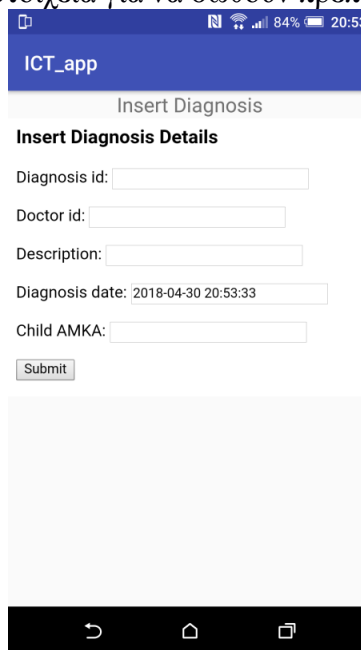 84% 20:53
ICT_app
Insert Diagnosis
Insert Diagnosis Details
Diagnosis id:
Doctor id:
Description:
Diagnosis date: 2018-04-30 20:53:33
Child AMKA:
Submit